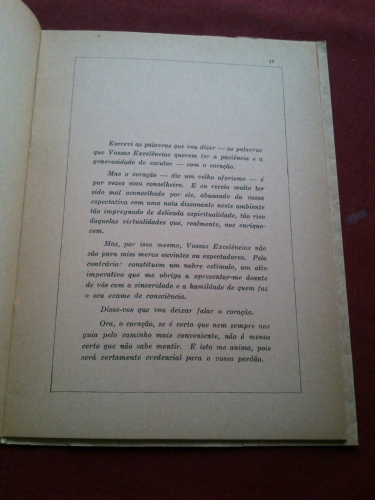 Escrevi as palavras que vou dizer — as palavras
que Vossas Excelências querem ter a paciência e a
generosidade de escutar — com o coração.
Mas o coração — diz um velho aforismo — é
por vezes mau conselheiro. E eu receio muito ter
sido mal aconselhado por ele, abusando da vossa
expectativa com uma nota dissonante neste ambiente
tão impregnado de delicada espiritualidade, tão rico
daquelas virtualidades que, realmente, nos enrique-
cem.
Mas, por isso mesmo, Vossas Excelências não
são para mim meros ouvintes ou espectadores. Pelo
contrário: constituem um nobre estímulo, um alto
imperativo que me obriga a apresentar-me deante
de vós com a sinceridade e a humildade de quem faz
o seu exame de consciência.
Disse-vos que vou deixar falar o coração.
Ora, o coração, se é certo que nem sempre nos
guia pelo caminho mais conveniente, não é menos
certo que não sabe mentir. E isto me anima, pois
será certamente credencial para o vosso perdão.